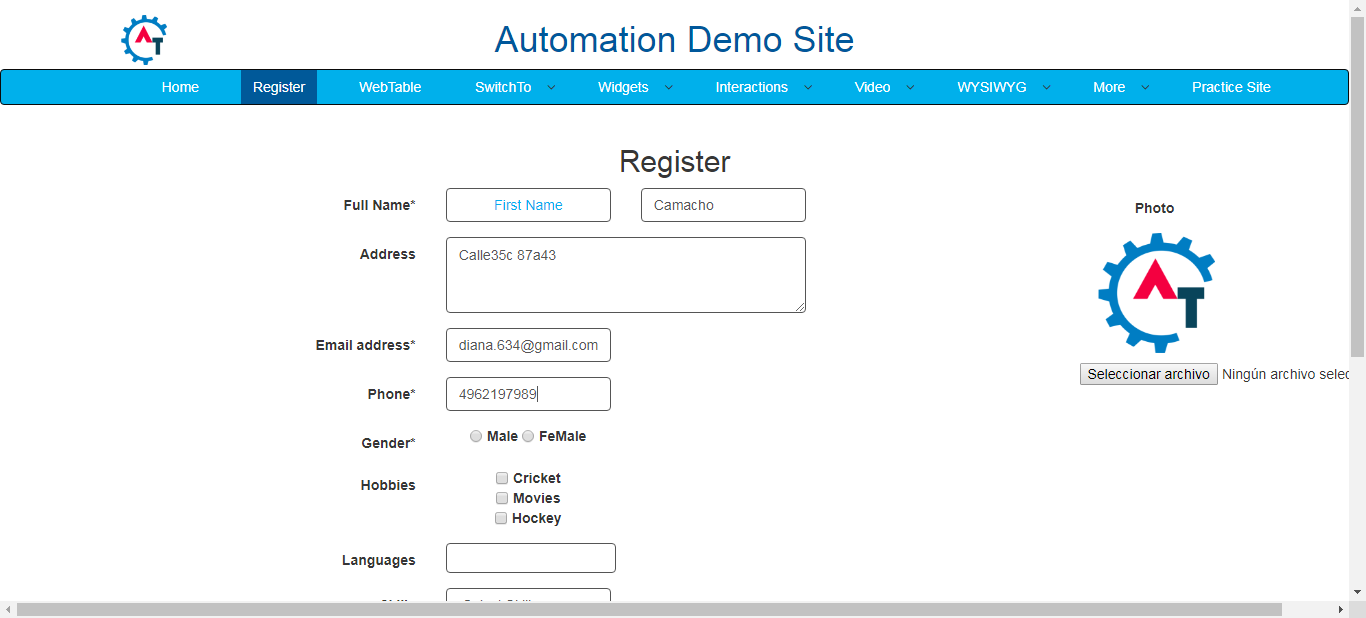 Automation Demo Site
Home Register WebTable SwitchTo Widgets Interactions Video WYSIWYG More Practice Site
Register
Full Name* First Name Camacho
Photo
Address Calle35c 87a43
AT
Email address* diana.634@gmail.com
Seleccionar archivo Ningún archivo selec
Phone* 4962197989
Gender* Male FeMale
Hobbies Cricket
Movies
Hockey
Languages